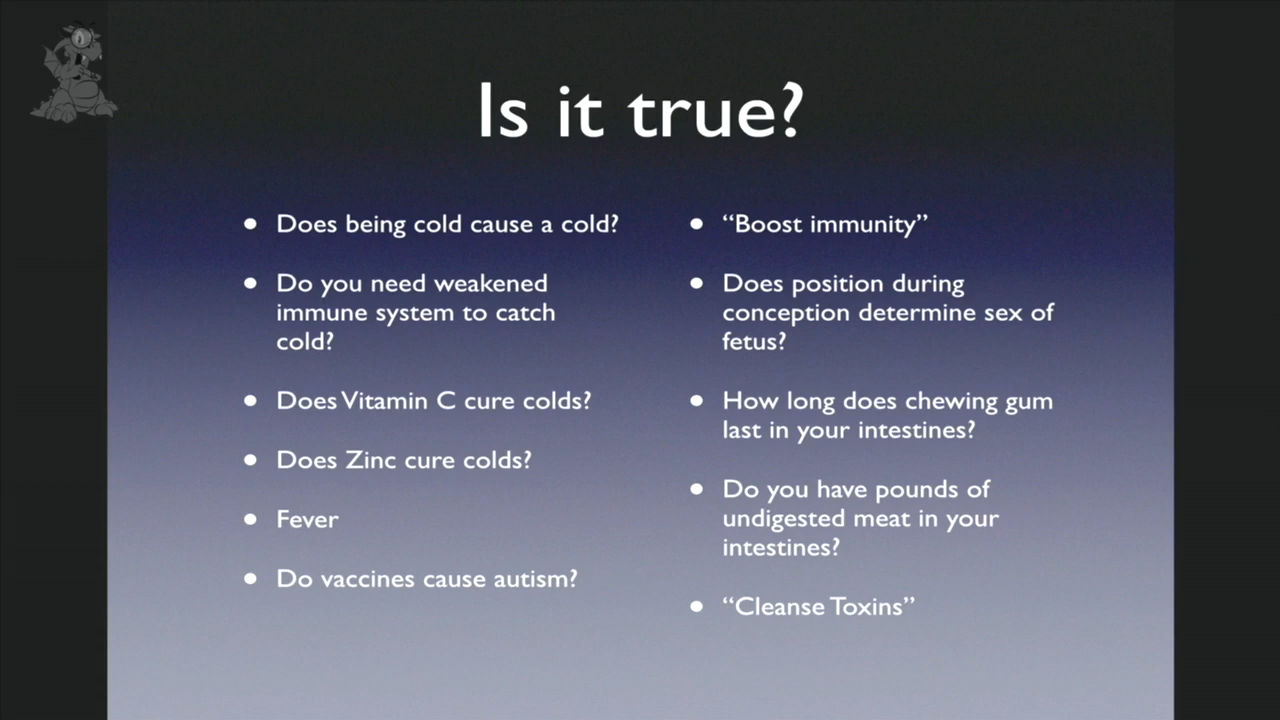 Is it true?
• Does being cold cause a cold?
• Do you need weakened
immune system to catch
cold?
• Does Vitamin C cure colds?
• Does Zinc cure colds?
• Fever
• Do vaccines cause autism?
• “Boost immunity”
• Does position during
conception determine sex of
fetus?
• How long does chewing gum
last in your intestines?
• Do you have pounds of
undigested meat in your
intestines?
• “Cleanse Toxins”